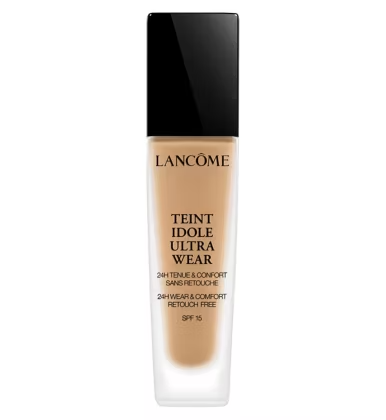 LANCÔME
TEINT
IDOLE
ULTRA
WEAR
24H TENUE & CONFORT
SANS RETOUCHE
24H WEAR & COMFORT
RETOUCH FREE
SPF 15